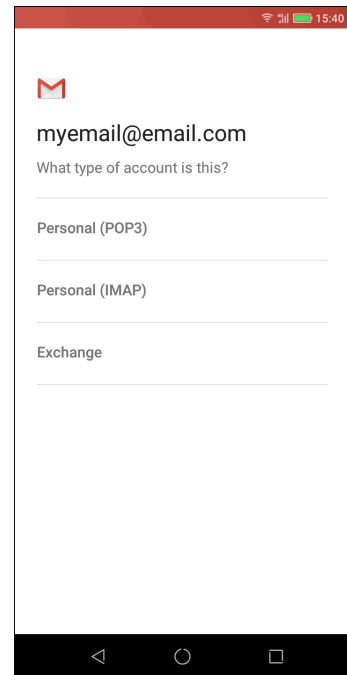 15:40
myemail@email.com
What type of account is this?
Personal (POP3)
Personal (IMAP)
Exchange